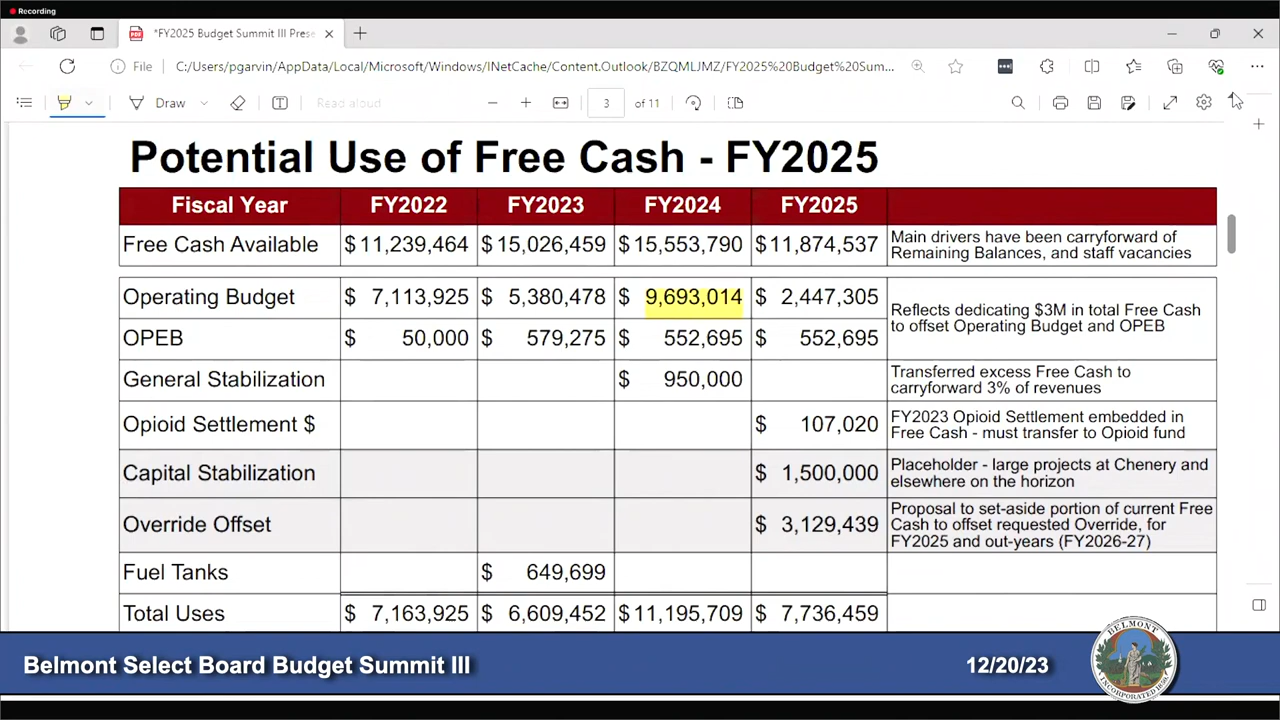 Recording
*FY2025 Budget Summit III Prese
File C:/Users/pgarvin/AppData/Local/Microsoft/Windows/INetCache/Content.Outlook/BZQMLJMZ/FY2025%20Budget%20Sum...
Draw Read aloud 3 of 11
Potential Use of Free Cash - FY2025
Fiscal Year FY2022 FY2023 FY2024 FY2025
Free Cash Available $11,239,464 $15,026,459 $15,553,790 $11,874,537 Main drivers have been carryforward of
Remaining Balances, and staff vacancies
Operating Budget $ 7,113,925 $ 5,380,478 $ 9,693,014 $ 2,447,305 Reflects dedicating $3M in total Free Cash
to offset Operating Budget and OPEB
OPEB $ 50,000 $ 579,275 $ 552,695 $ 552,695
General Stabilization $ 950,000 Transferred excess Free Cash to
carryforward 3% of revenues
Opioid Settlement $ $ 107,020 FY2023 Opioid Settlement embedded in
Free Cash - must transfer to Opioid fund
Capital Stabilization $ 1,500,000 Placeholder - large projects at Chenery and
elsewhere on the horizon
Override Offset $ 3,129,439 Proposal to set-aside portion of current Free
Cash to offset requested Override, for
FY2025 and out-years (FY2026-27)
Fuel Tanks $ 649,699
Total Uses $ 7,163,925 $ 6,609,452 $11,195,709 $ 7,736,459
Belmont Select Board Budget Summit III 12/20/23
BELMONT